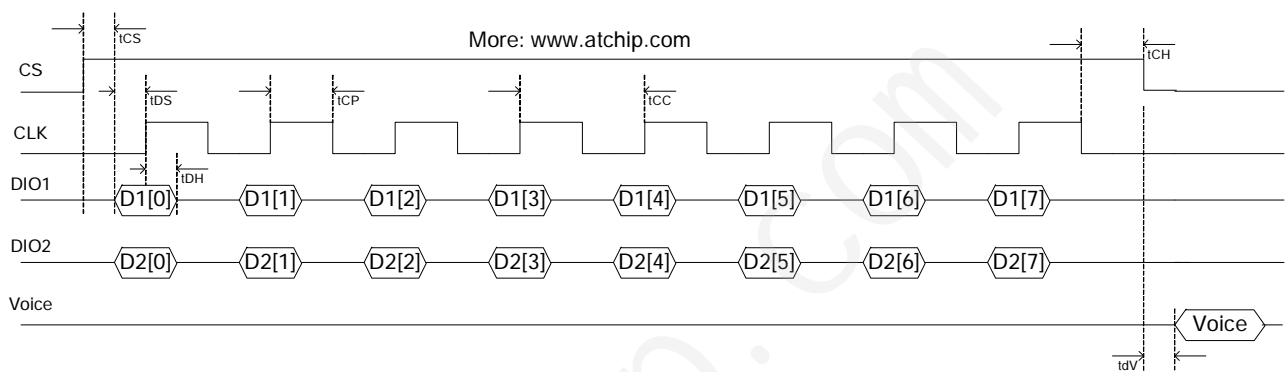 tCS
More: www.atchip.com
tCH
CS
tDS
tCP
tCC
CLK
tDH
DIO1
D1[0] D1[1] D1[2] D1[3] D1[4] D1[5] D1[6] D1[7]
DIO2
D2[0] D2[1] D2[2] D2[3] D2[4] D2[5] D2[6] D2[7]
Voice
Voice
tdV